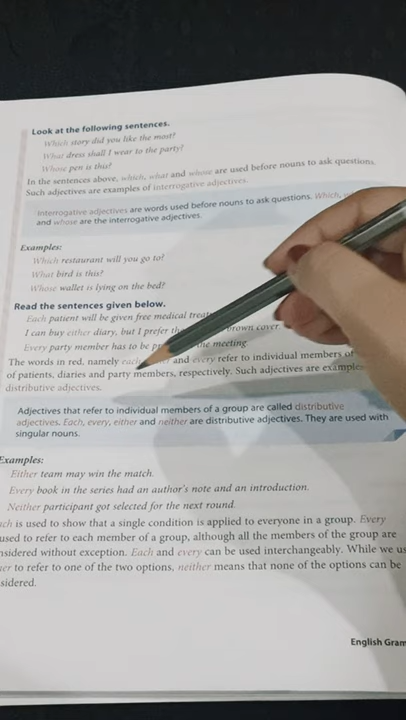 Look at the following sentences.
Which story did you like the most?
What dress shall I wear to the party?
Whose pen is this?
In the sentences above, which, what and whose are used before nouns to ask questions.
Such adjectives are examples of interrogative adjectives.
Interrogative adjectives are words used before nouns to ask questions. Which,
and whose are the interrogative adjectives.
Examples:
Which restaurant will you go to?
What bird is this?
Whose wallet is lying on the bed?
Read the sentences given below.
Each patient will be given free medical
I can buy either diary, but I prefer brown cover.
Every party member has to be the meeting.
The words in red, namely and every refer to individual members of
of patients, diaries and party members, respectively. Such adjectives are
distributive adjectives.
Adjectives that refer to individual members of a group are called distributive
adjectives. Each, every, either and neither are distributive adjectives. They are used with
singular nouns.
Examples:
Either team may win the match.
Every book in the series had an author's note and an introduction.
Neither participant got selected for the next round.
is used to show that a single condition is applied to everyone in a group. Every
used to refer to each member of a group, although all the members of the group are
without exception. Each and every can be used interchangeably. While we
to refer to one of the two options, neither means that none of the options can be
English